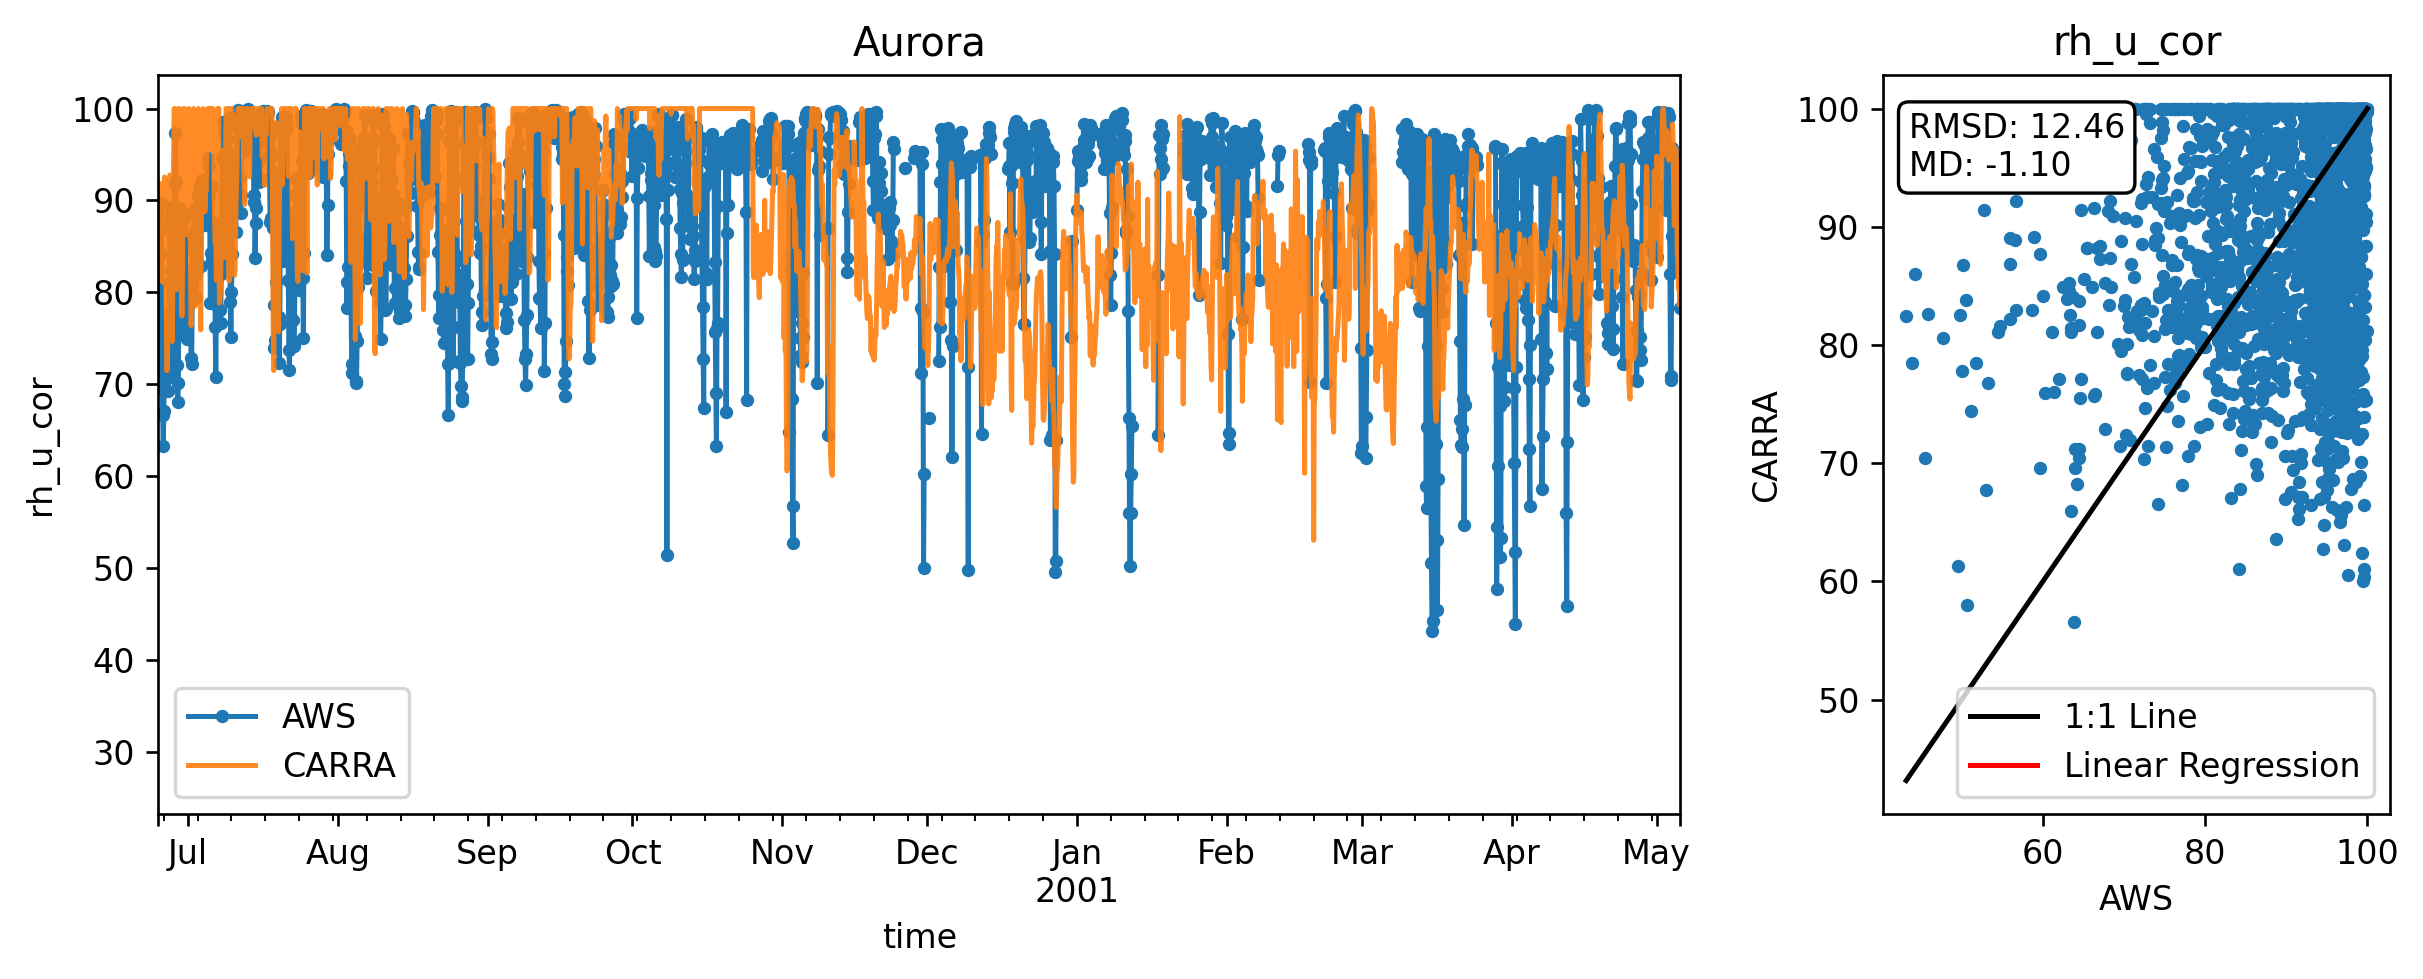 Aurora
rh_u_cor
100
90
80
70
60
50
40
30
AWS
CARRA
Jul
Aug
Sep
Oct
Nov
Dec
Jan
2001
Feb
Mar
Apr
May
time
rh_u_cor
CARRA
100
90
80
70
60
50
RMSD: 12.46
MD: -1.10
1:1 Line
Linear Regression
60
80
100
AWS